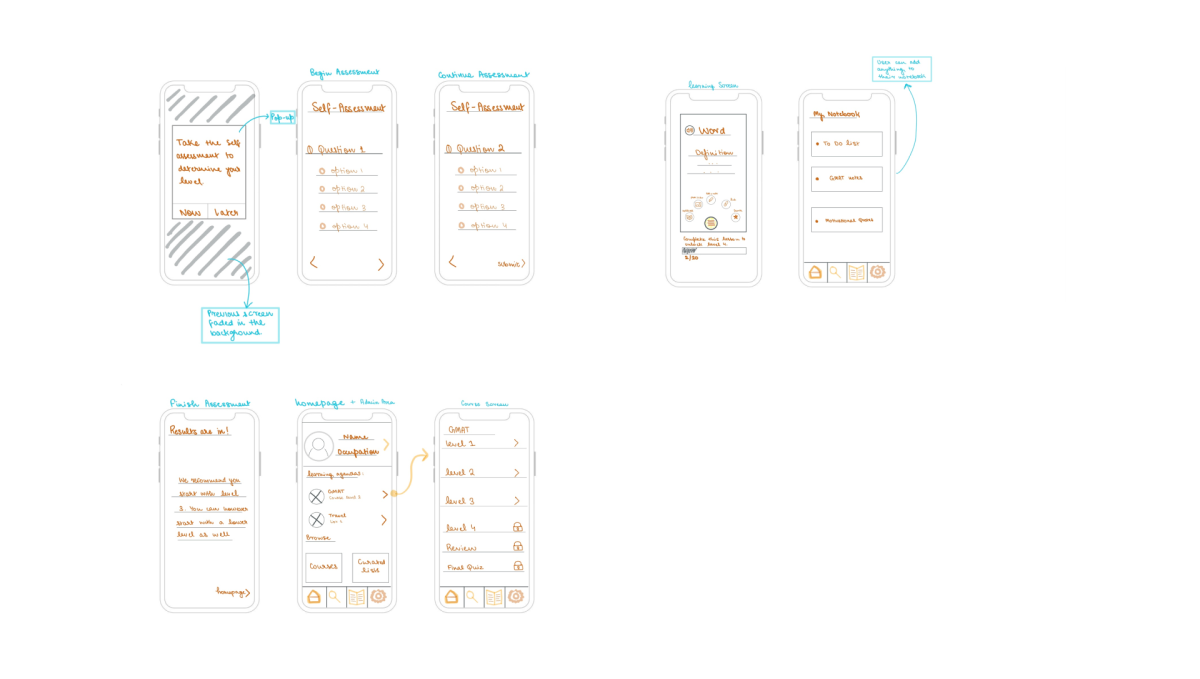 Begin Assessment
Continue Assessment
Pop-up
Take the Self
assessment to
determine your
level.
Now
Later
Previous screen
faded in the
background.
Self-Assessment
Question 1
option 1
option 2
option 3
option 4
Self-Assessment
Question 2
option 1
option 2
option 3
option 4
submit
User can add
anything to
their notebook
learning Screen
Word
Definition
Complete this lesson to
unlock level 4
2/20
My Notebook
To Do list
GMAT notes
Motivational quotes
Finish Assessment
Results are in!
We recommend you
start with level
3. You can however
start with a lower
level as well
homepage
homepage + Admin Area
Name
Occupation
learning agendas:
GMAT
Travel
Browse
Courses
Curated
lists
Course Screen
GMAT
level 1
level 2
level 3
level 4
Review
Final Quiz